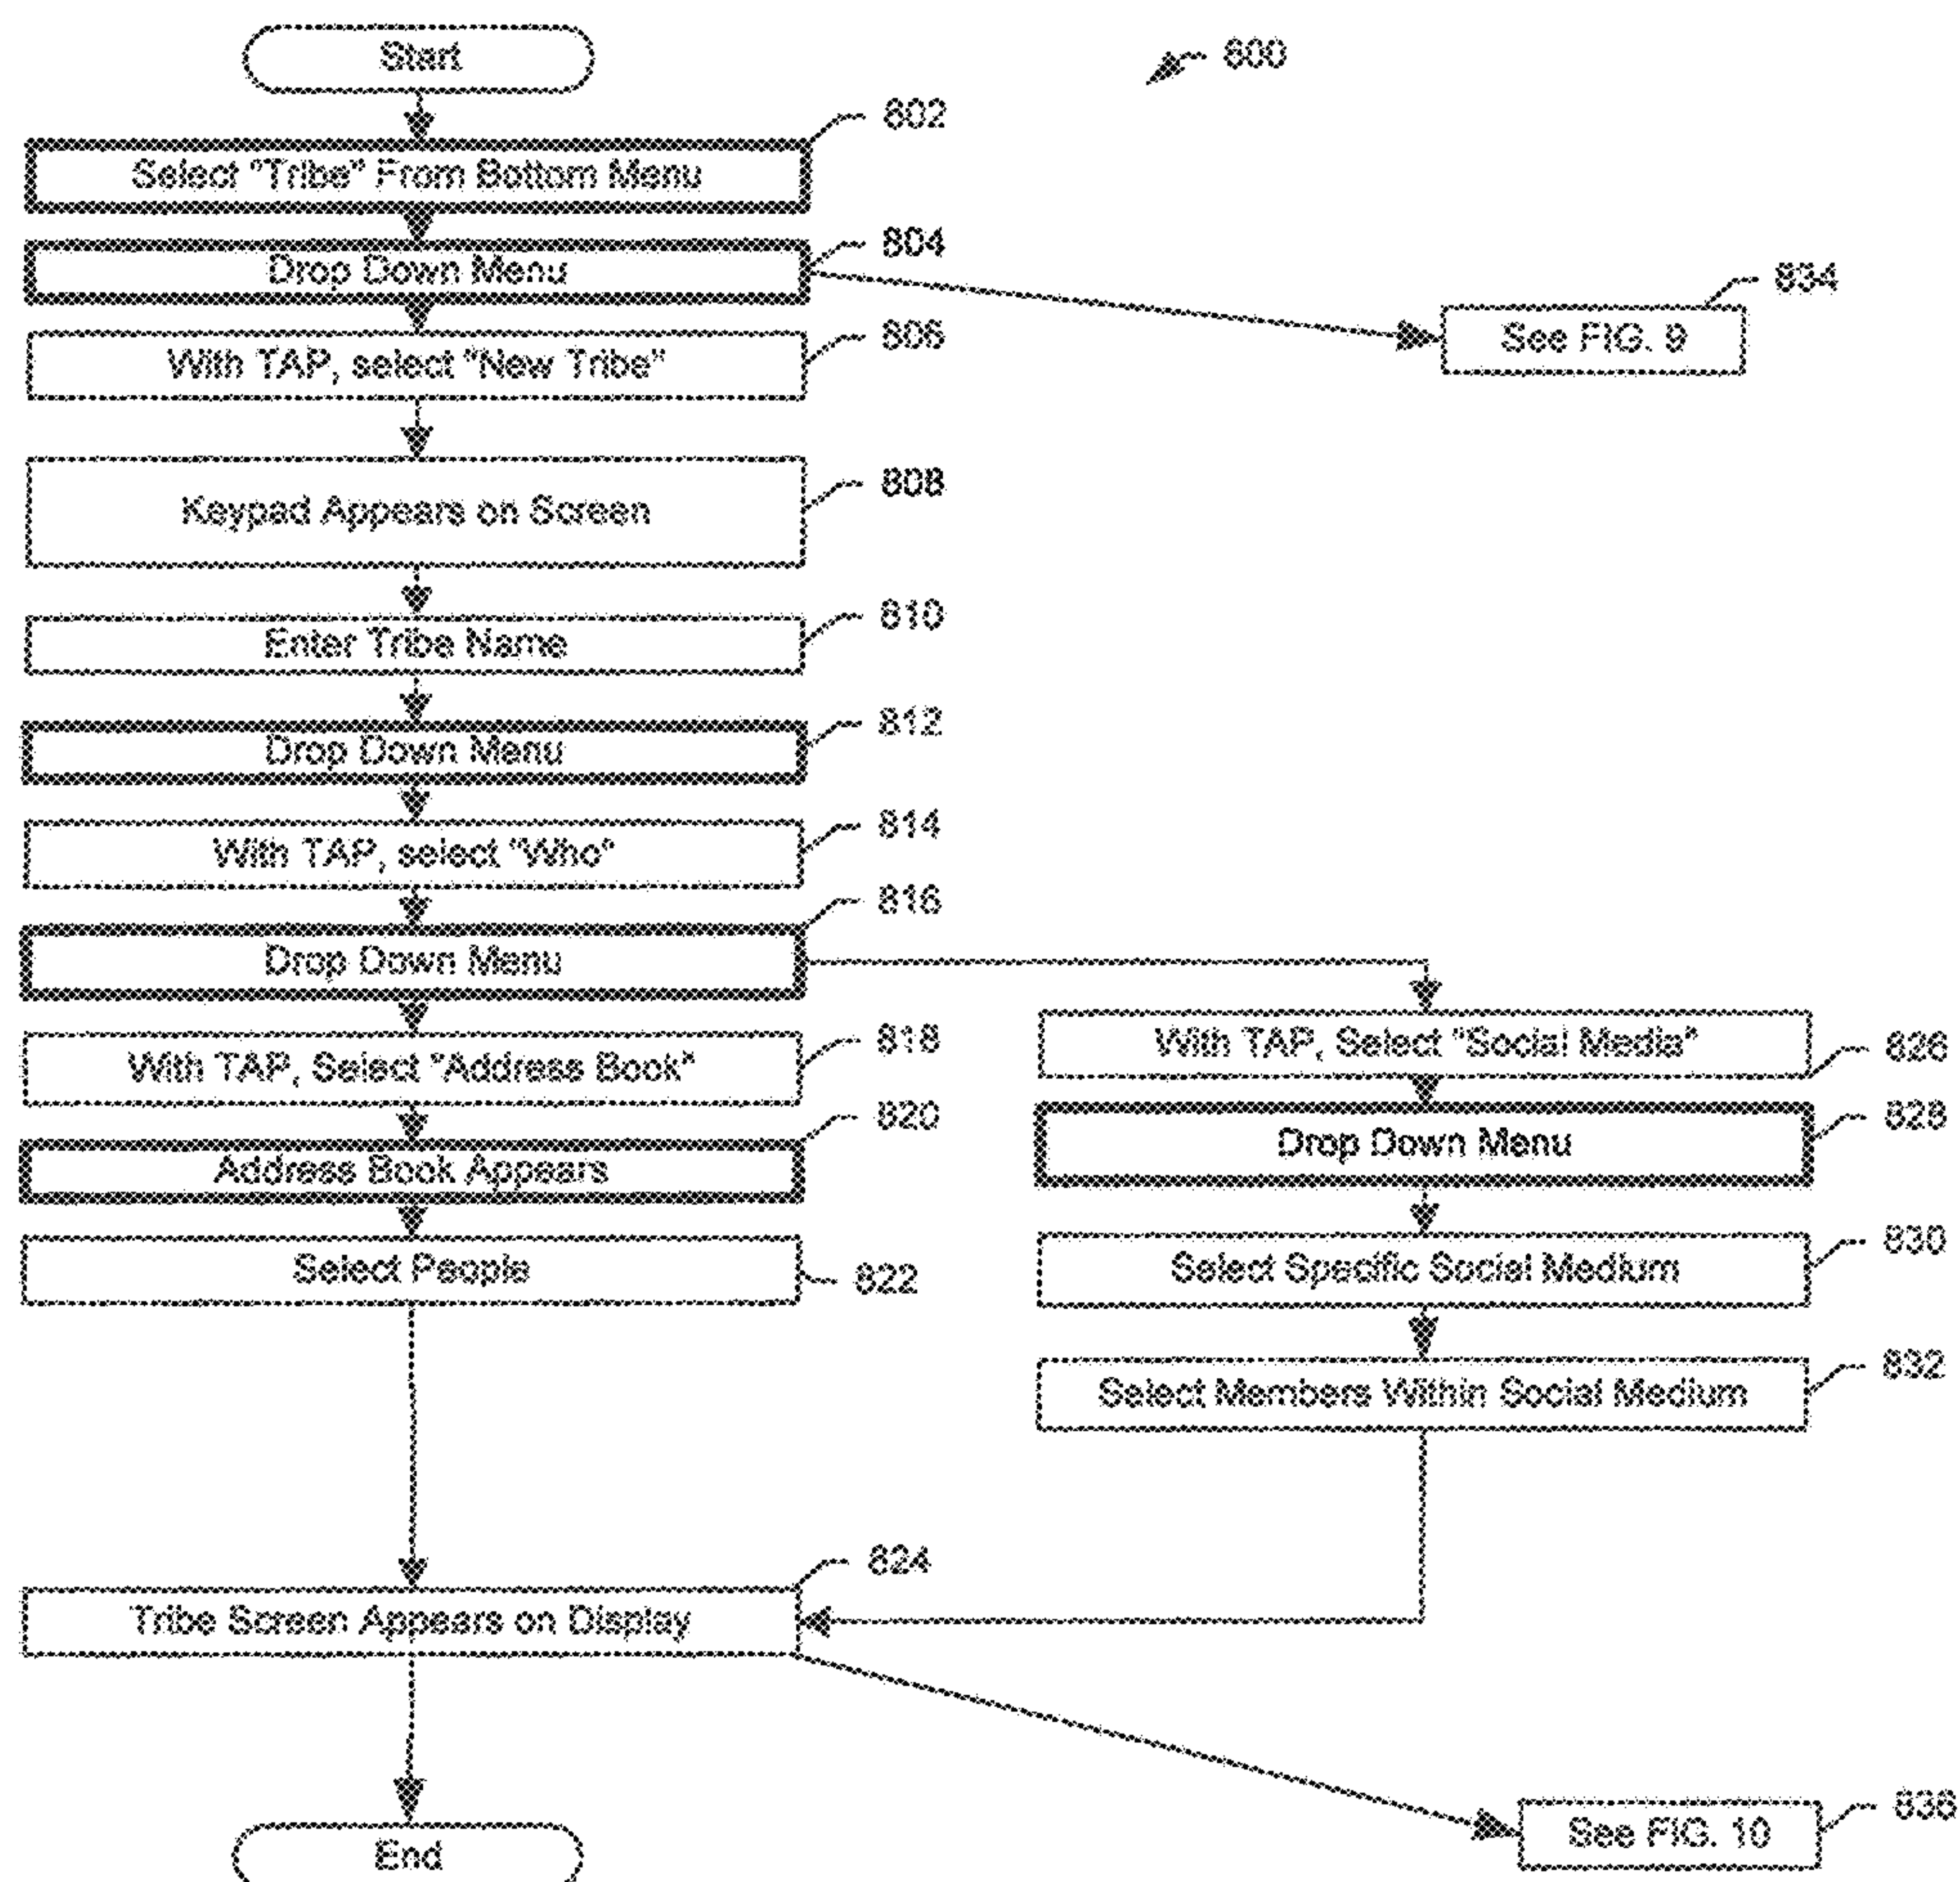 Start
800
802
Select "Tribe" From Bottom Menu
804
Drop Down Menu
834
See FIG. 9
806
With TAP, select "New Tribe"
808
Keypad Appears on Screen
810
Enter Tribe Name
812
Drop Down Menu
814
With TAP, select "Who"
816
Drop Down Menu
818
With TAP, Select "Address Book"
820
Address Book Appears
Select People
822
With TAP, Select "Social Media"
826
Drop Down Menu
828
830
Select Specific Social Medium
832
Select Members Within Social Medium
824
Tribe Screen Appears on Display
836
See FIG. 10
End